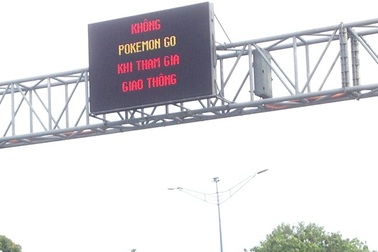 KHÔNG
POKEMON GO
KHI THAM GIA
GIAO THÔNG